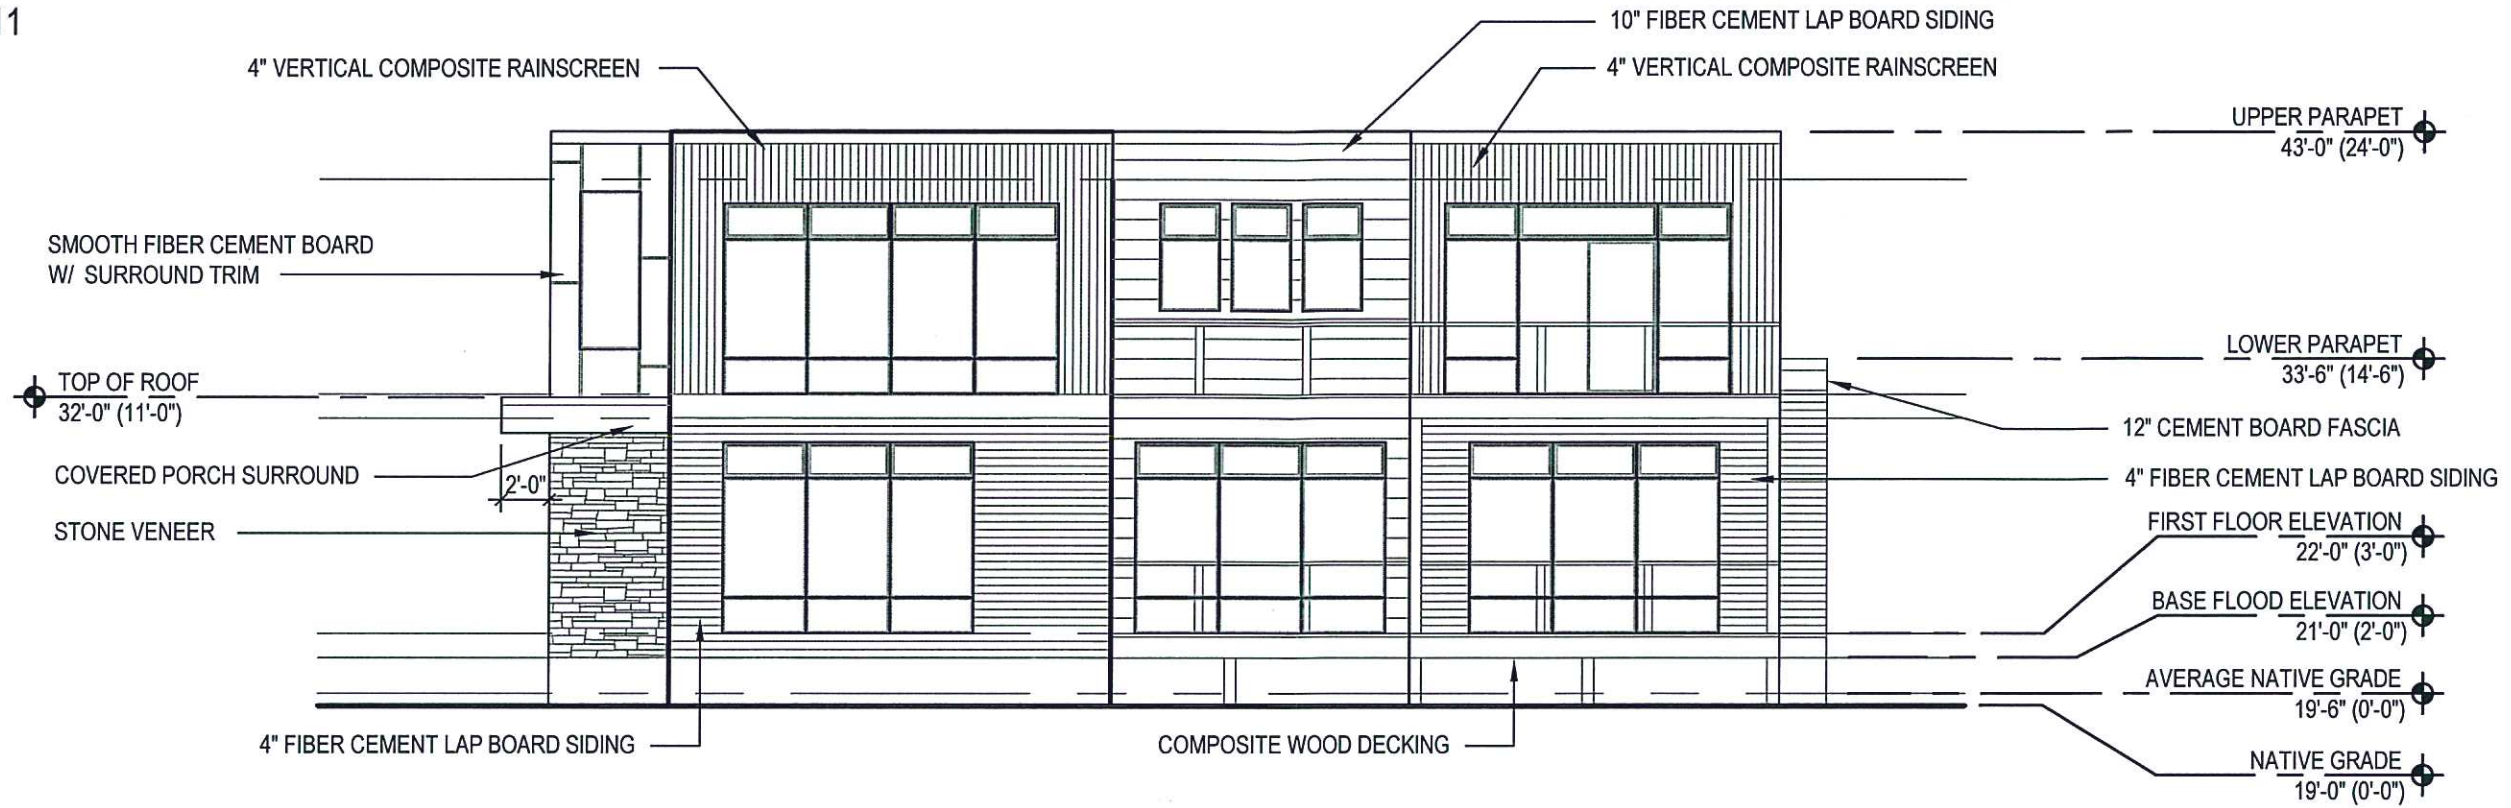 11
10" FIBER CEMENT LAP BOARD SIDING
4" VERTICAL COMPOSITE RAINSCREEN
4" VERTICAL COMPOSITE RAINSCREEN
UPPER PARAPET
43'-0" (24'-0")
SMOOTH FIBER CEMENT BOARD
W/ SURROUND TRIM
LOWER PARAPET
33'-6" (14'-6")
TOP OF ROOF
32'-0" (11'-0")
12" CEMENT BOARD FASCIA
COVERED PORCH SURROUND
2'-0"
4" FIBER CEMENT LAP BOARD SIDING
STONE VENEER
FIRST FLOOR ELEVATION
22'-0" (3'-0")
BASE FLOOD ELEVATION
21'-0" (2'-0")
AVERAGE NATIVE GRADE
19'-6" (0'-0")
4" FIBER CEMENT LAP BOARD SIDING
COMPOSITE WOOD DECKING
NATIVE GRADE
19'-0" (0'-0")